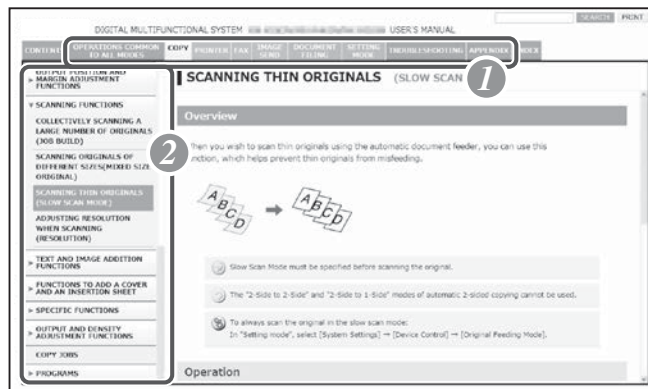 SEARCH PRINT
DIGITAL MULTIFUNCTIONAL SYSTEM USER'S MANUAL
CONTENTS OPERATIONS COMMON TO ALL MODES COPY PRINTER FAX IMAGE SEND DOCUMENT FILING SETTING MODE TROUBLESHOOTING APPENDIX INDEX
1
OUTPUT POSITION AND
MARGIN ADJUSTMENT
FUNCTIONS
SCANNING FUNCTIONS
COLLECTIVELY SCANNING A
LARGE NUMBER OF ORIGINALS
(JOB BUILD)
SCANNING ORIGINALS OF
DIFFERENT SIZES(MIXED SIZE
ORIGINAL)
SCANNING THIN ORIGINALS
(SLOW SCAN MODE)
ADJUSTING RESOLUTION
WHEN SCANNING
(RESOLUTION)
TEXT AND IMAGE ADDITION
FUNCTIONS
FUNCTIONS TO ADD A COVER
AND AN INSERTION SHEET
SPECIFIC FUNCTIONS
OUTPUT AND DENSITY
ADJUSTMENT FUNCTIONS
COPY JOBS
PROGRAMS
2
SCANNING THIN ORIGINALS (SLOW SCAN
Overview
hen you wish to scan thin originals using the automatic document feeder, you can use this
nction, which helps prevent thin originals from misfeeding.
A B C D A B C D
Slow Scan Mode must be specified before scanning the original.
The "2-Side to 2-Side" and "2-Side to 1-Side" modes of automatic 2-sided copying cannot be used.
To always scan the original in the slow scan mode:
In "Setting mode", select [System Settings] → [Device Control] → [Original Feeding Mode].
Operation